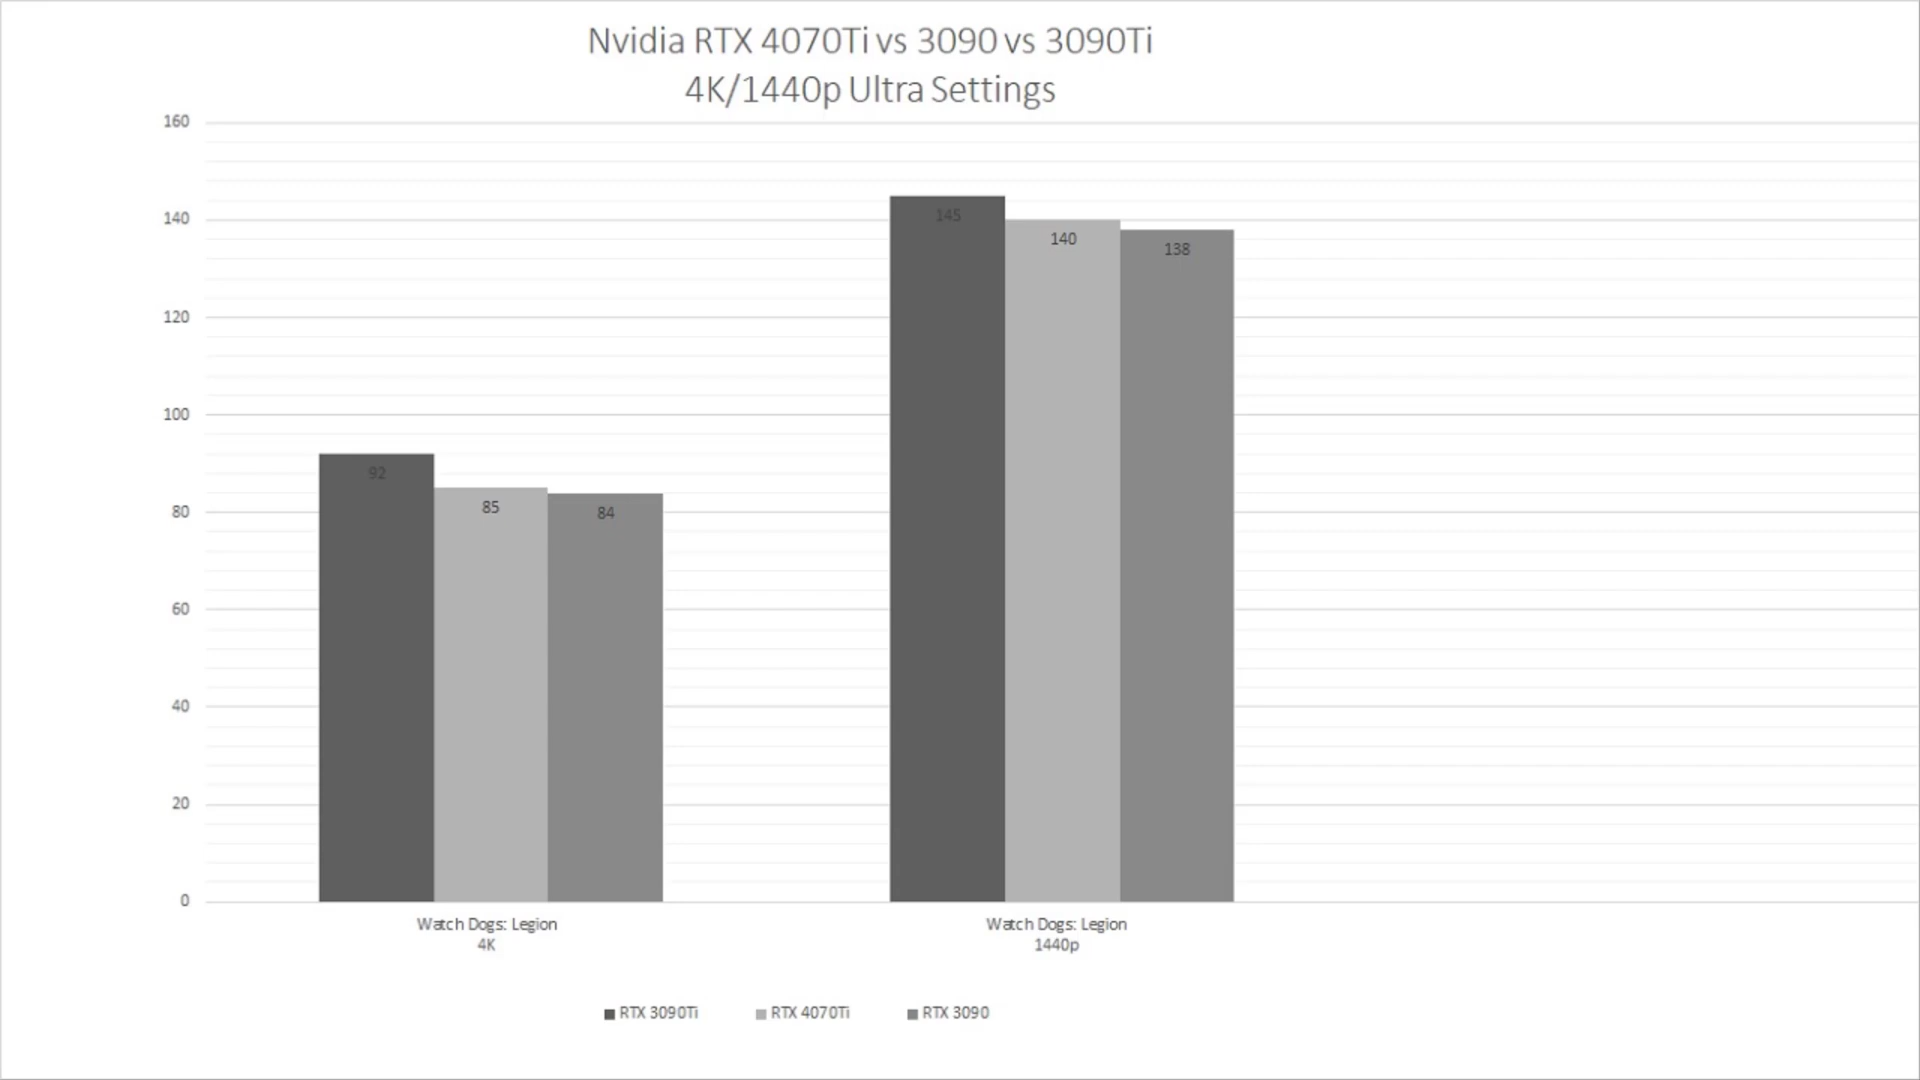 Nvidia RTX 4070Ti vs 3090 vs 3090Ti
4K/1440p Ultra Settings
160
140
120
100
80
60
40
20
0
92
85
84
145
140
138
Watch Dogs: Legion
4K
Watch Dogs: Legion
1440p
RTX 3090Ti
RTX 4070Ti
RTX 3090